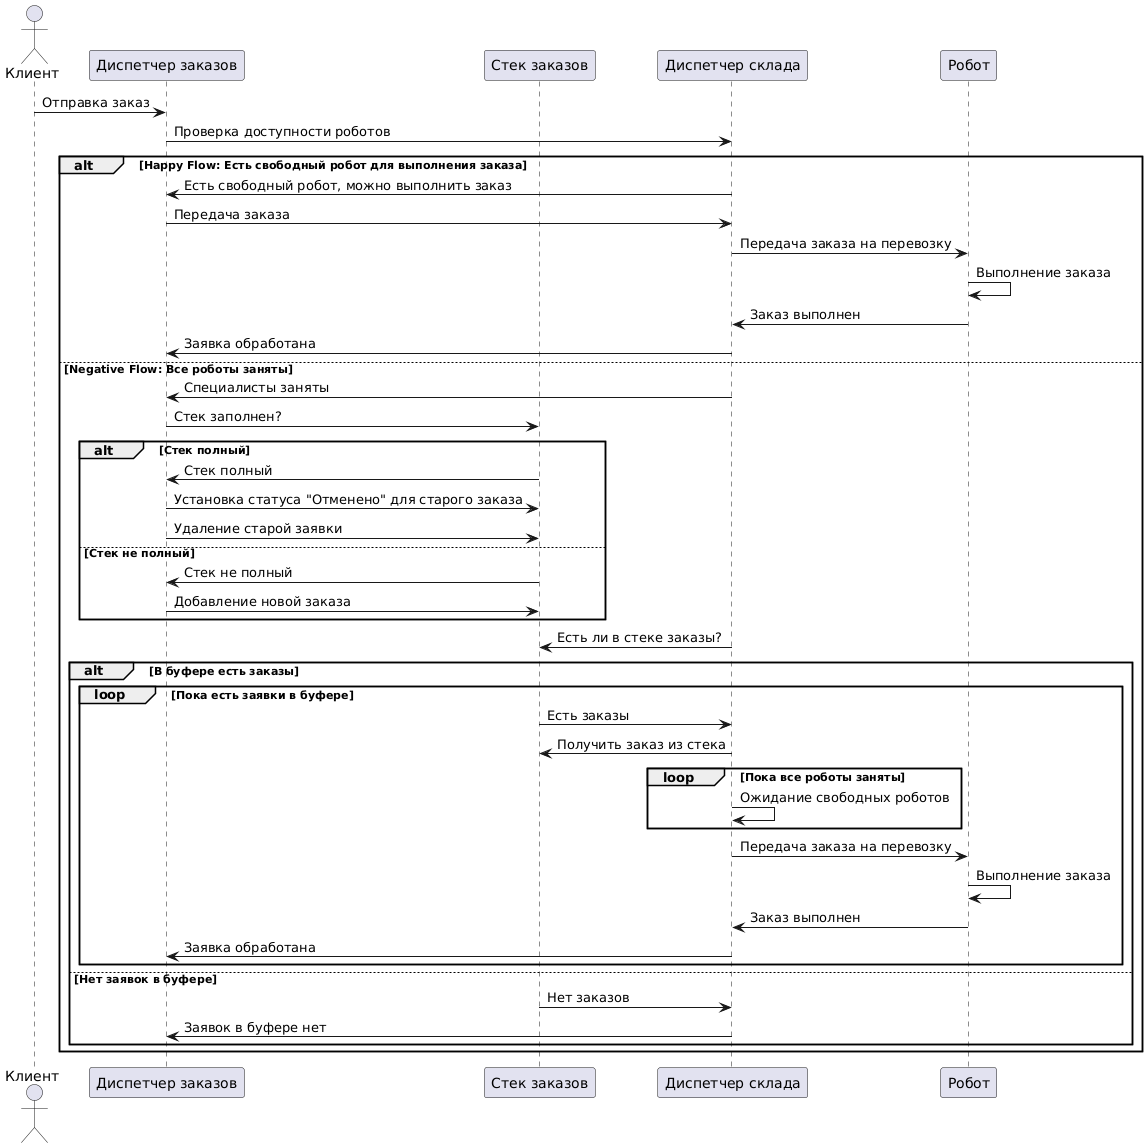 Клиент
Диспетчер заказов
Стек заказов
Диспетчер склада
Робот
Отправка заказ
Проверка доступности роботов
alt [Happy Flow: Есть свободный робот для выполнения заказа]
Есть свободный робот, можно выполнить заказ
Передача заказа
Передача заказа на перевозку
Выполнение заказа
Заказ выполнен
Заявка обработана
[Negative Flow: Все роботы заняты]
Специалисты заняты
Стек заполнен?
alt [Стек полный]
Стек полный
Установка статуса "Отменено" для старого заказа
Удаление старой заявки
[Стек не полный]
Стек не полный
Добавление новой заказа
Есть ли в стеке заказы?
alt [В буфере есть заказы]
loop [Пока есть заявки в буфере]
Есть заказы
Получить заказ из стека
loop [Пока все роботы заняты]
Ожидание свободных роботов
Передача заказа на перевозку
Выполнение заказа
Заказ выполнен
Заявка обработана
[Нет заявок в буфере]
Нет заказов
Заявок в буфере нет
Клиент
Диспетчер заказов
Стек заказов
Диспетчер склада
Робот